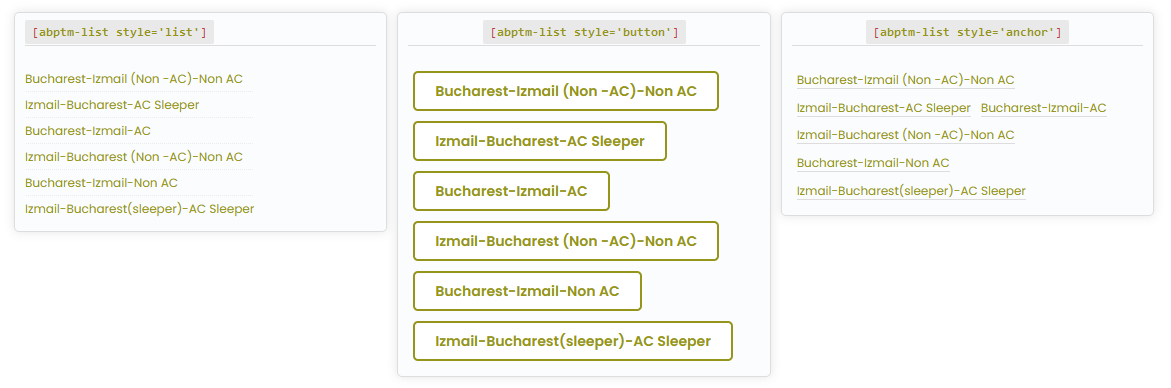 [abptm-list style='list']
Bucharest-Izmail (Non -AC)-Non AC
Izmail-Bucharest-AC Sleeper
Bucharest-Izmail-AC
Izmail-Bucharest (Non -AC)-Non AC
Bucharest-Izmail-Non AC
Izmail-Bucharest(sleeper)-AC Sleeper
[abptm-list style='button']
Bucharest-Izmail (Non -AC)-Non AC
Izmail-Bucharest-AC Sleeper
Bucharest-Izmail-AC
Izmail-Bucharest (Non -AC)-Non AC
Bucharest-Izmail-Non AC
Izmail-Bucharest(sleeper)-AC Sleeper
[abptm-list style='anchor']
Bucharest-Izmail (Non -AC)-Non AC
Izmail-Bucharest-AC Sleeper Bucharest-Izmail-AC
Izmail-Bucharest (Non -AC)-Non AC
Bucharest-Izmail-Non AC
Izmail-Bucharest(sleeper)-AC Sleeper